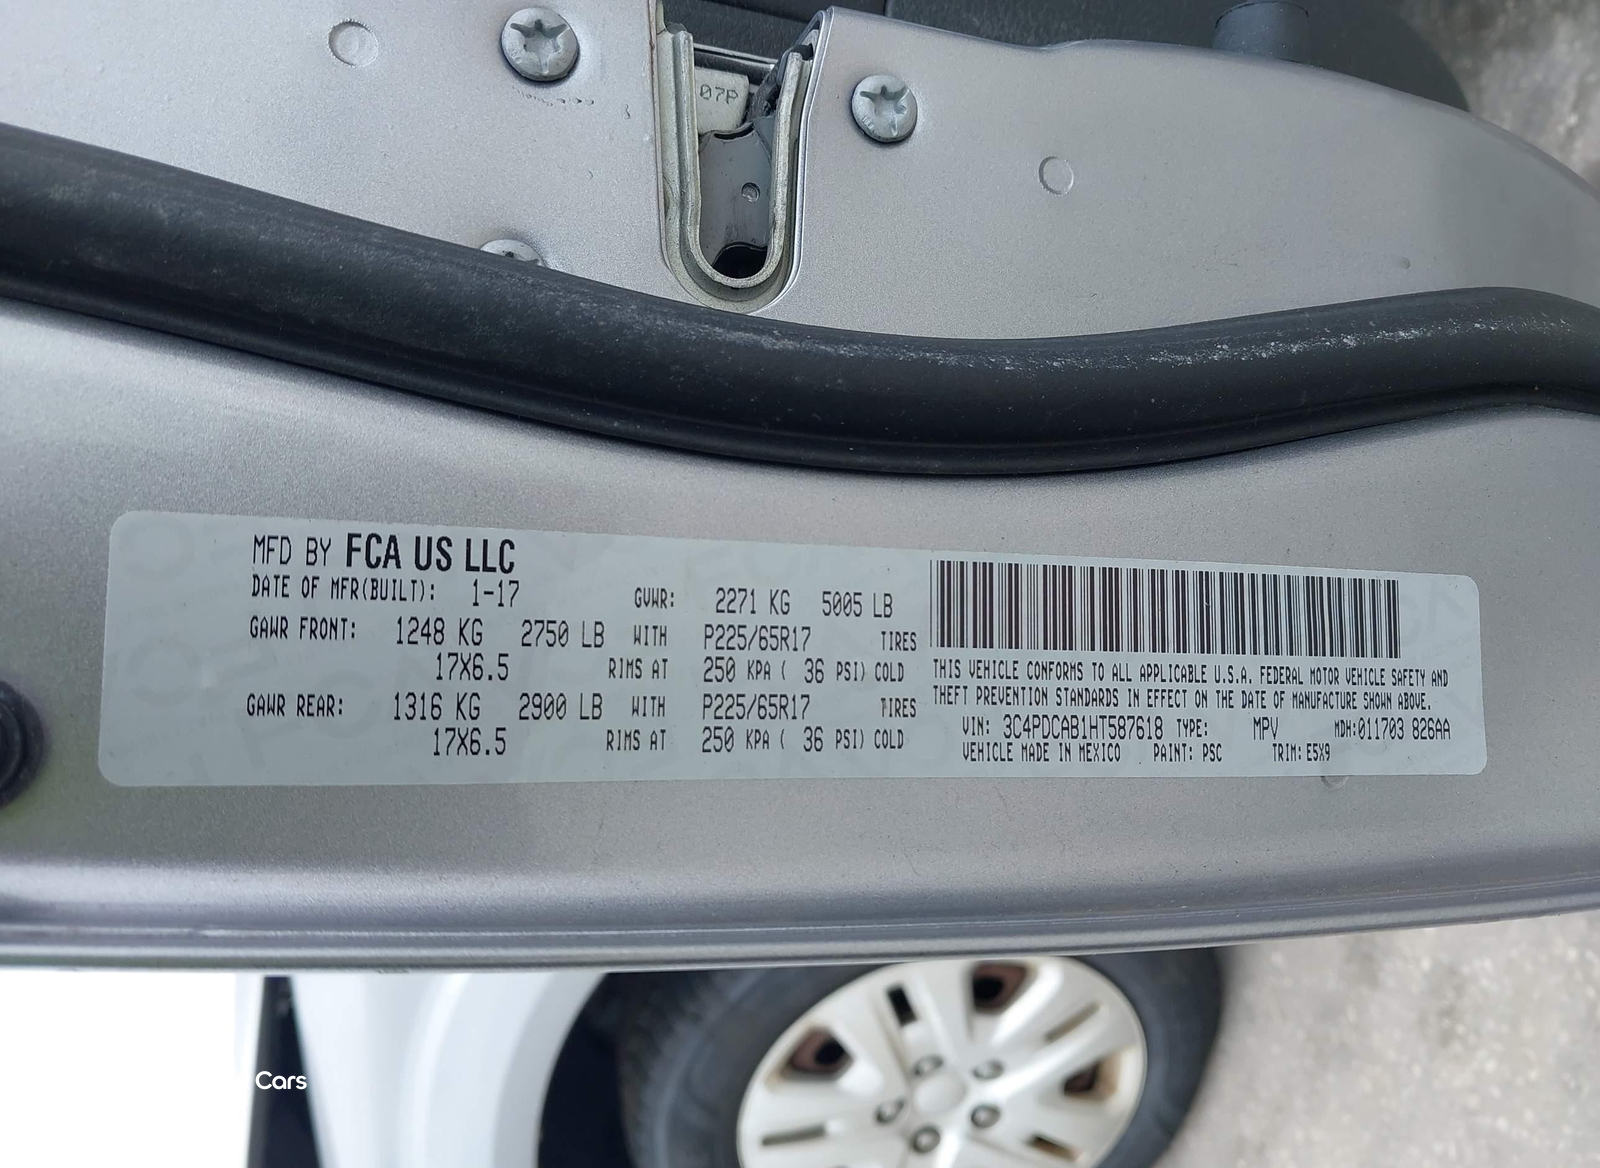 07P
MFD BY FCA US LLC
DATE OF MFR(BUILT): 1-17 GVWR: 2271 KG 5005 LB
GAWR FRONT: 1248 KG 2750 LB WITH P225/65R17 TIRES
17X6.5 RIMS AT 250 KPA ( 36 PSI) COLD
GAWR REAR: 1316 KG 2900 LB WITH P225/65R17 TIRES
17X6.5 RIMS AT 250 KPA ( 36 PSI) COLD
THIS VEHICLE CONFORMS TO ALL APPLICABLE U.S.A. FEDERAL MOTOR VEHICLE SAFETY AND
THEFT PREVENTION STANDARDS IN EFFECT ON THE DATE OF MANUFACTURE SHOWN ABOVE.
VIN: 3C4PDCAB1HT587618 TYPE: MPV MDH:011703 826AA
VEHICLE MADE IN MEXICO PAINT: PSC TRIM: E5X9
Cars